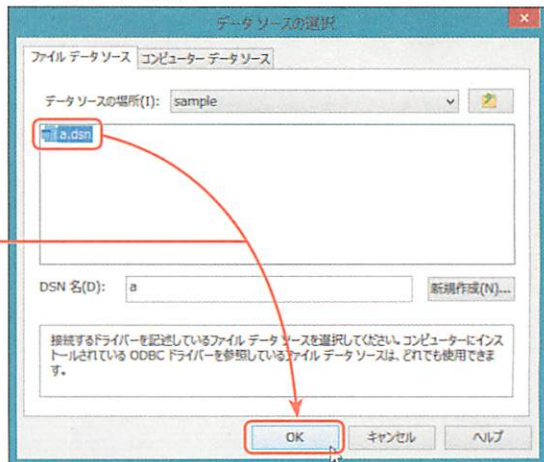 データ ソースの選択
ファイル データ ソース
コンピューター データ ソース
データ ソースの場所(I):
sample
a.dsn
DSN 名(D):
a
新規作成(N)...
接続するドライバーを記述しているファイル データ ソースを選択してください。コンピューターにインス
トールされている ODBC ドライバーを参照しているファイル データ ソースは、どれでも使用できま
す。
OK
キャンセル
ヘルプ